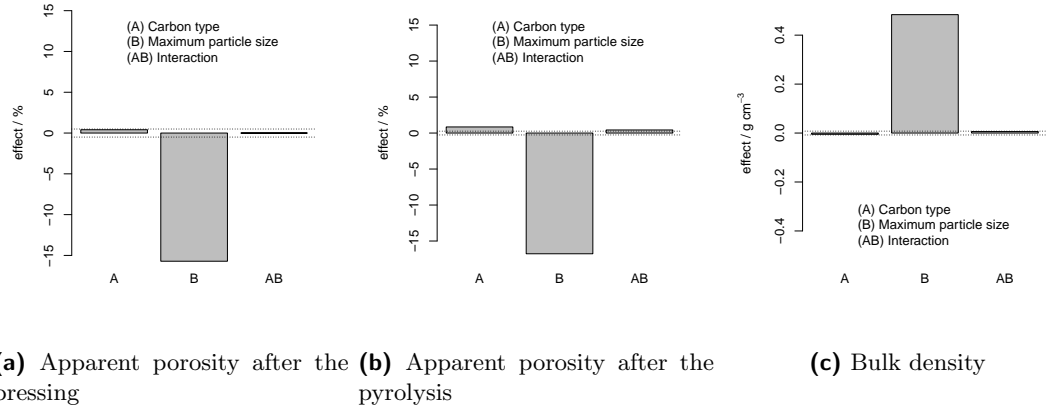 15
10
5
0
−5
−10
−15
effect / %
(A) Carbon type
(B) Maximum particle size
(AB) Interaction
A B AB
15
10
5
0
−5
−10
−15
effect / %
(A) Carbon type
(B) Maximum particle size
(AB) Interaction
A B AB
0.4
0.2
0.0
−0.2
−0.4
effect / g cm−3
(A) Carbon type
(B) Maximum particle size
(AB) Interaction
A B AB
(a) Apparent porosity after the
pressing
(b) Apparent porosity after the
pyrolysis
(c) Bulk density